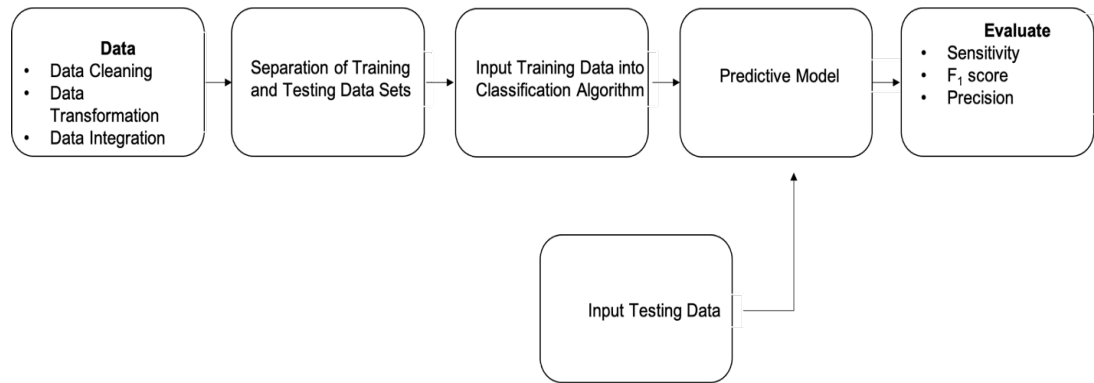 Data
• Data Cleaning
• Data
Transformation
• Data Integration
Separation of Training
and Testing Data Sets
Input Training Data into
Classification Algorithm
Predictive Model
Evaluate
• Sensitivity
• F₁ score
• Precision
Input Testing Data